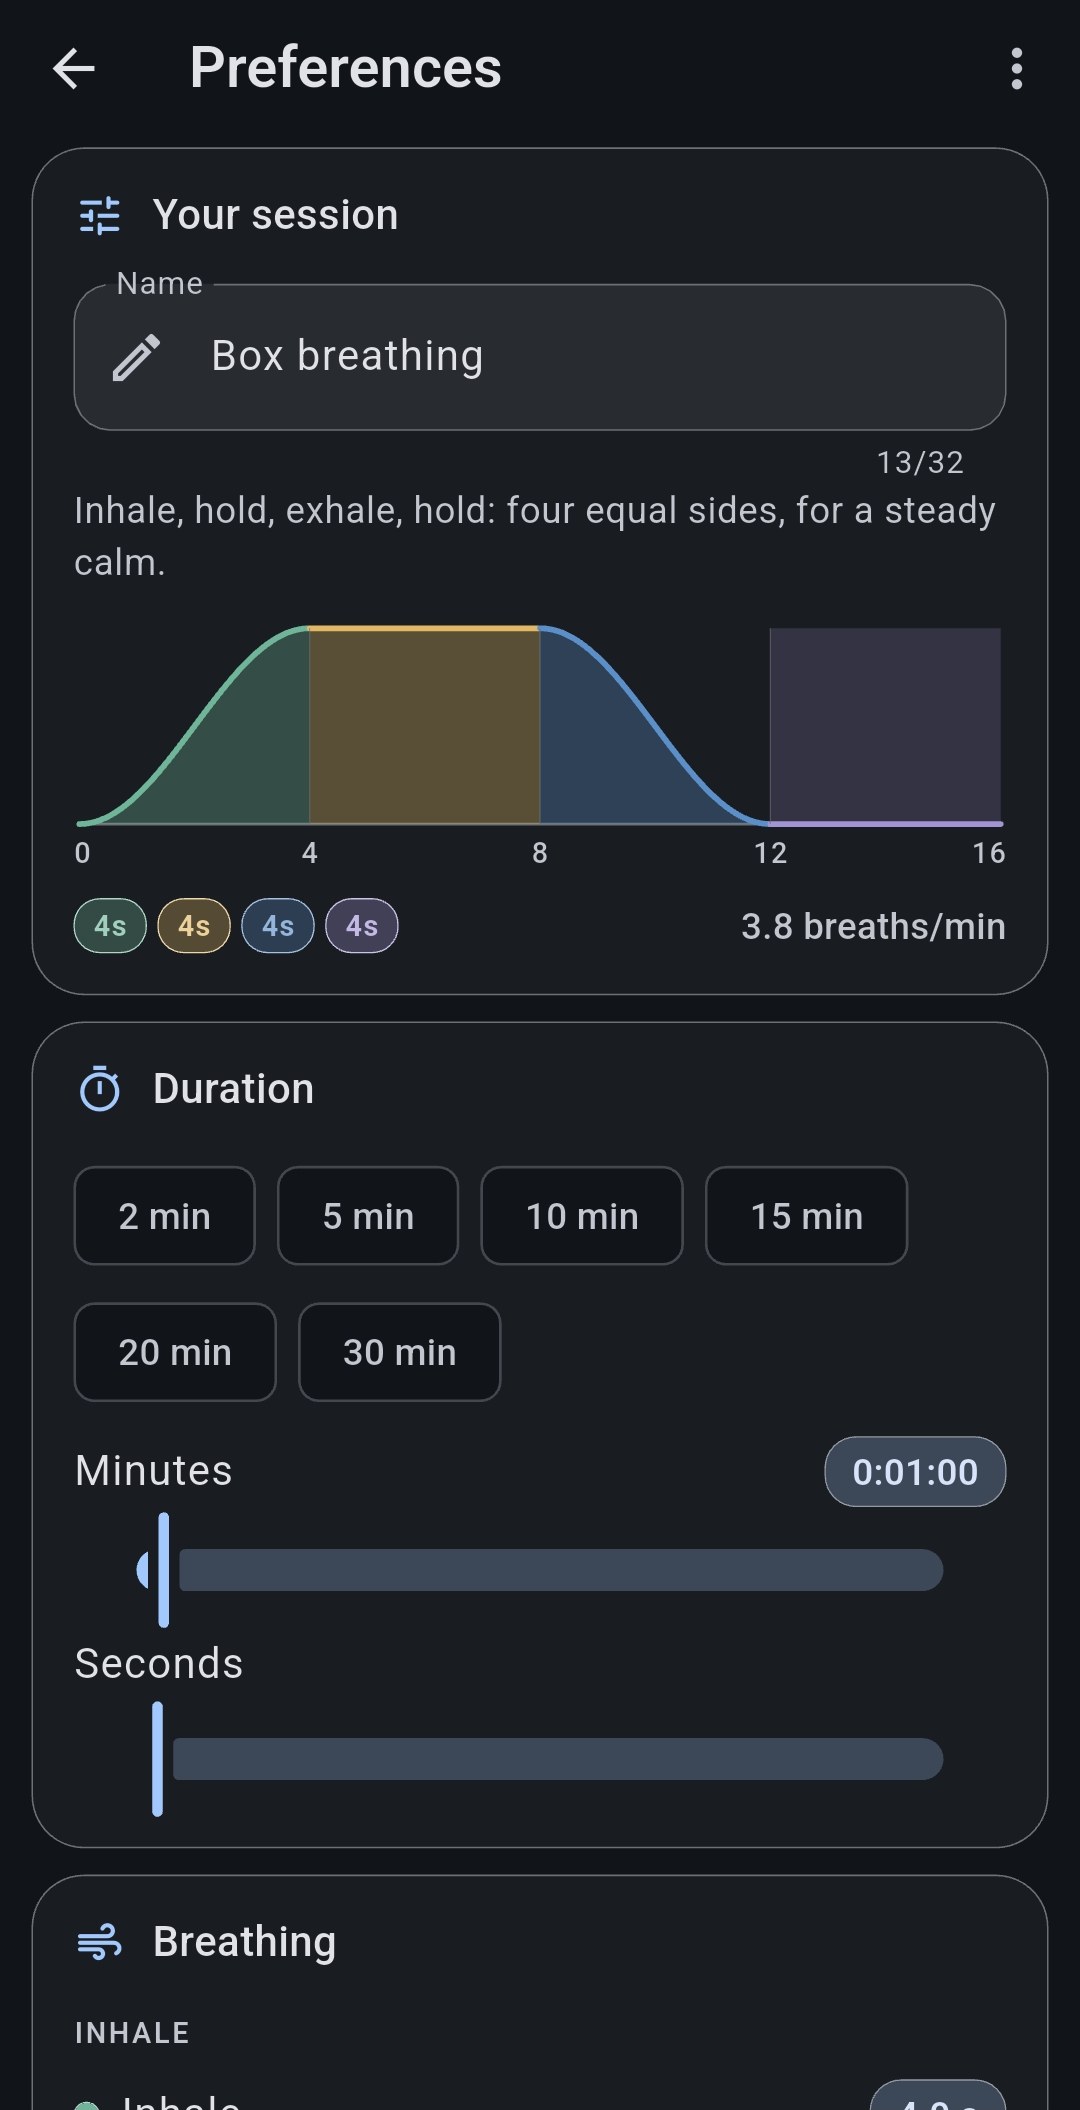 Preferences
Your session
Name
Box breathing
13/32
Inhale, hold, exhale, hold: four equal sides, for a steady
calm.
0 4 8 12 16
4s 4s 4s 4s 3.8 breaths/min
Duration
2 min 5 min 10 min 15 min
20 min 30 min
Minutes 0:01:00
Seconds
Breathing
INHALE
Inhale